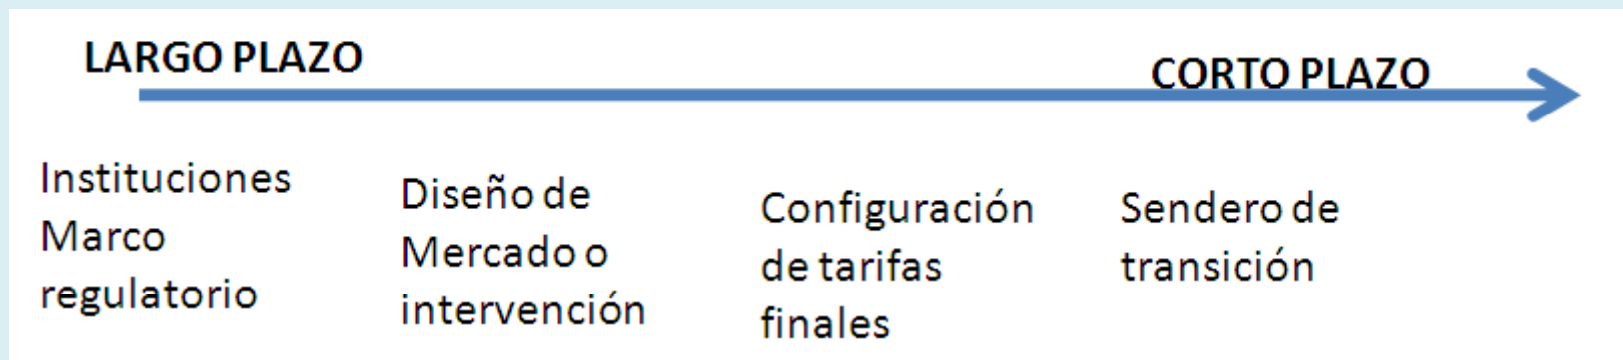 LARGO PLAZO
CORTO PLAZO
Instituciones
Marco
regulatorio
Diseño de
Mercado o
intervención
Configuración
de tarifas
finales
Sendero de
transición